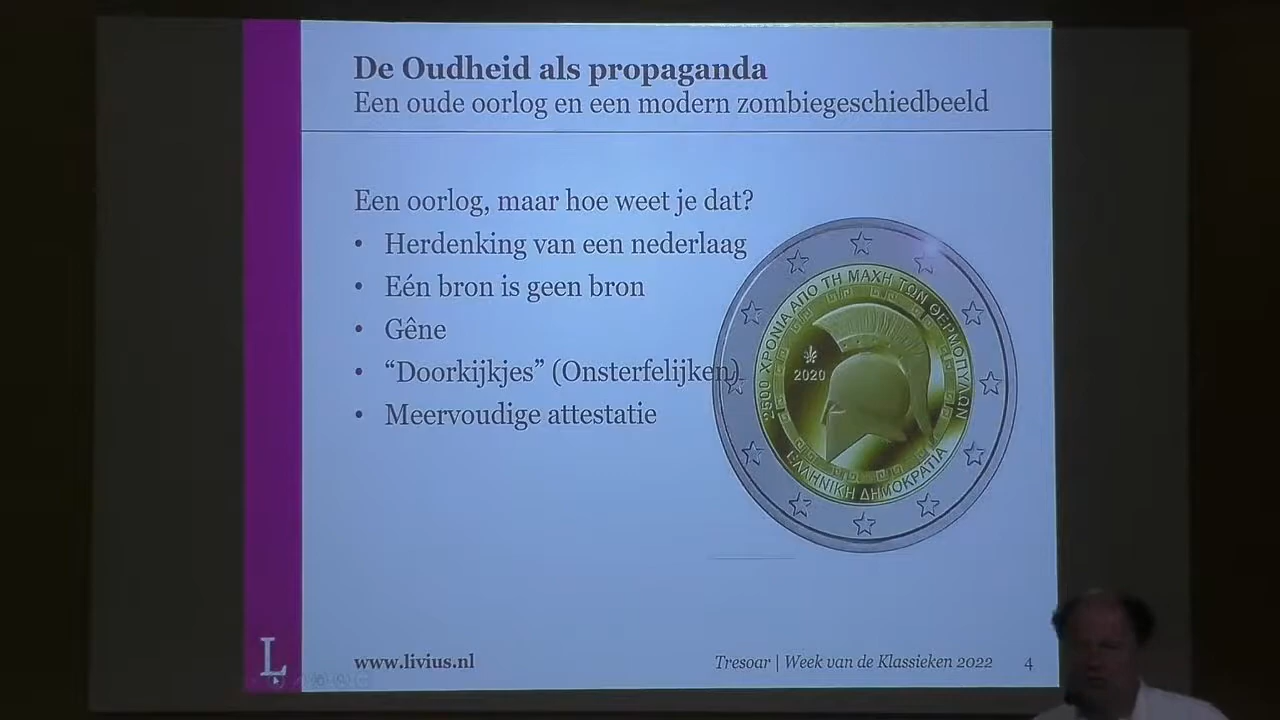 De Oudheid als propaganda
Een oude oorlog en een modern zombiegeschiedbeeld
Een oorlog, maar hoe weet je dat?
• Herdenking van een nederlaag
• Eén bron is geen bron
• Gêne
• “Doorkijkjes” (Onsterfelijken)
• Meervoudige attestatie
2500 ΧΡΟΝΙΑ ΑΠΟ ΤΗ ΜΑΧΗ ΤΩΝ ΘΕΡΜΟΠΥΛΩΝ
2020
ΕΛΛΗΝΙΚΗ ΔΗΜΟΚΡΑΤΙΑ
L
www.livius.nl
Tresoar | Week van de Klassieken 2022 4